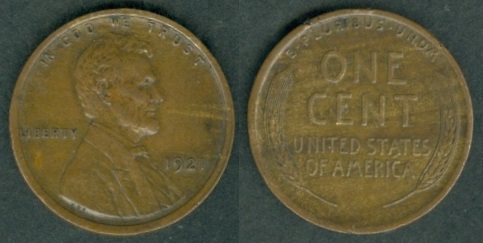 IN GOD WE TRUST
LIBERTY
E·PLURIBUS·UNUM
ONE
CENT
UNITED STATES
OF AMERICA